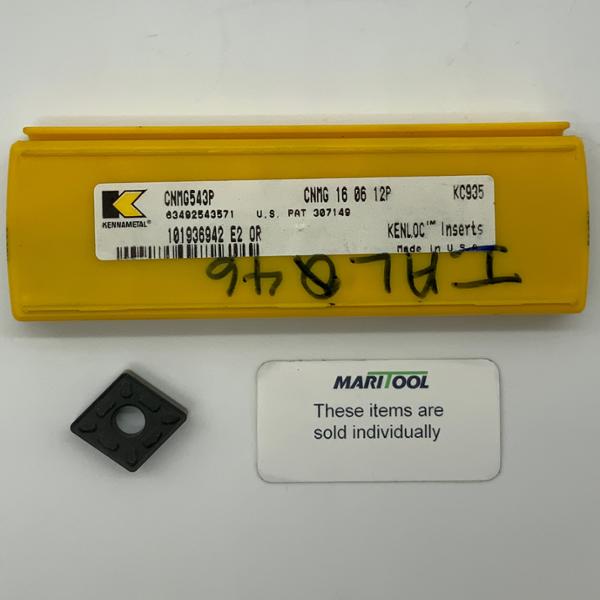 CNMG543P CNMG 16 06 12P KC935
63492543571 U.S. PAT 307149
KENNAMETAL®
101936942 E2 OR KENLOC™ Inserts
Made in U.S.A.
MARITOOL
These items are
sold individually